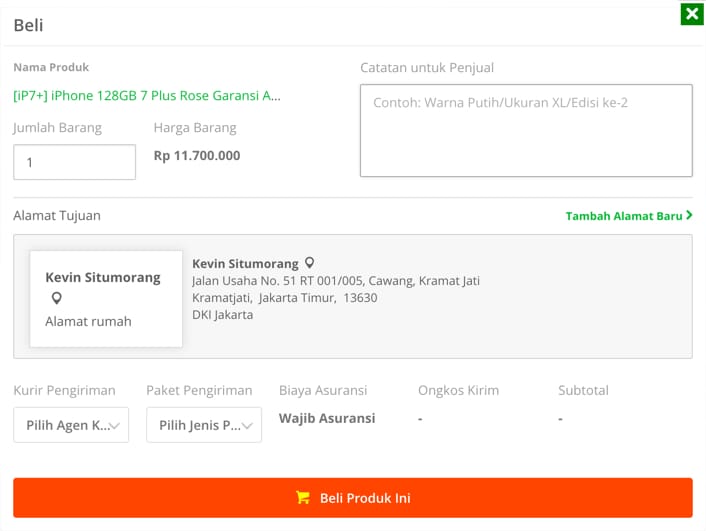 Beli
Nama Produk
Catatan untuk Penjual
[iP7+] iPhone 128GB 7 Plus Rose Garansi A...
Contoh: Warna Putih/Ukuran XL/Edisi ke-2
Jumlah Barang
Harga Barang
1
Rp 11.700.000
Alamat Tujuan
Tambah Alamat Baru
Kevin Situmorang
Alamat rumah
Kevin Situmorang
Jalan Usaha No. 51 RT 001/005, Cawang, Kramat Jati
Kramatjati, Jakarta Timur, 13630
DKI Jakarta
Kurir Pengiriman
Paket Pengiriman
Biaya Asuransi
Ongkos Kirim
Subtotal
Pilih Agen K...
Pilih Jenis P...
Wajib Asuransi
-
-
Beli Produk Ini